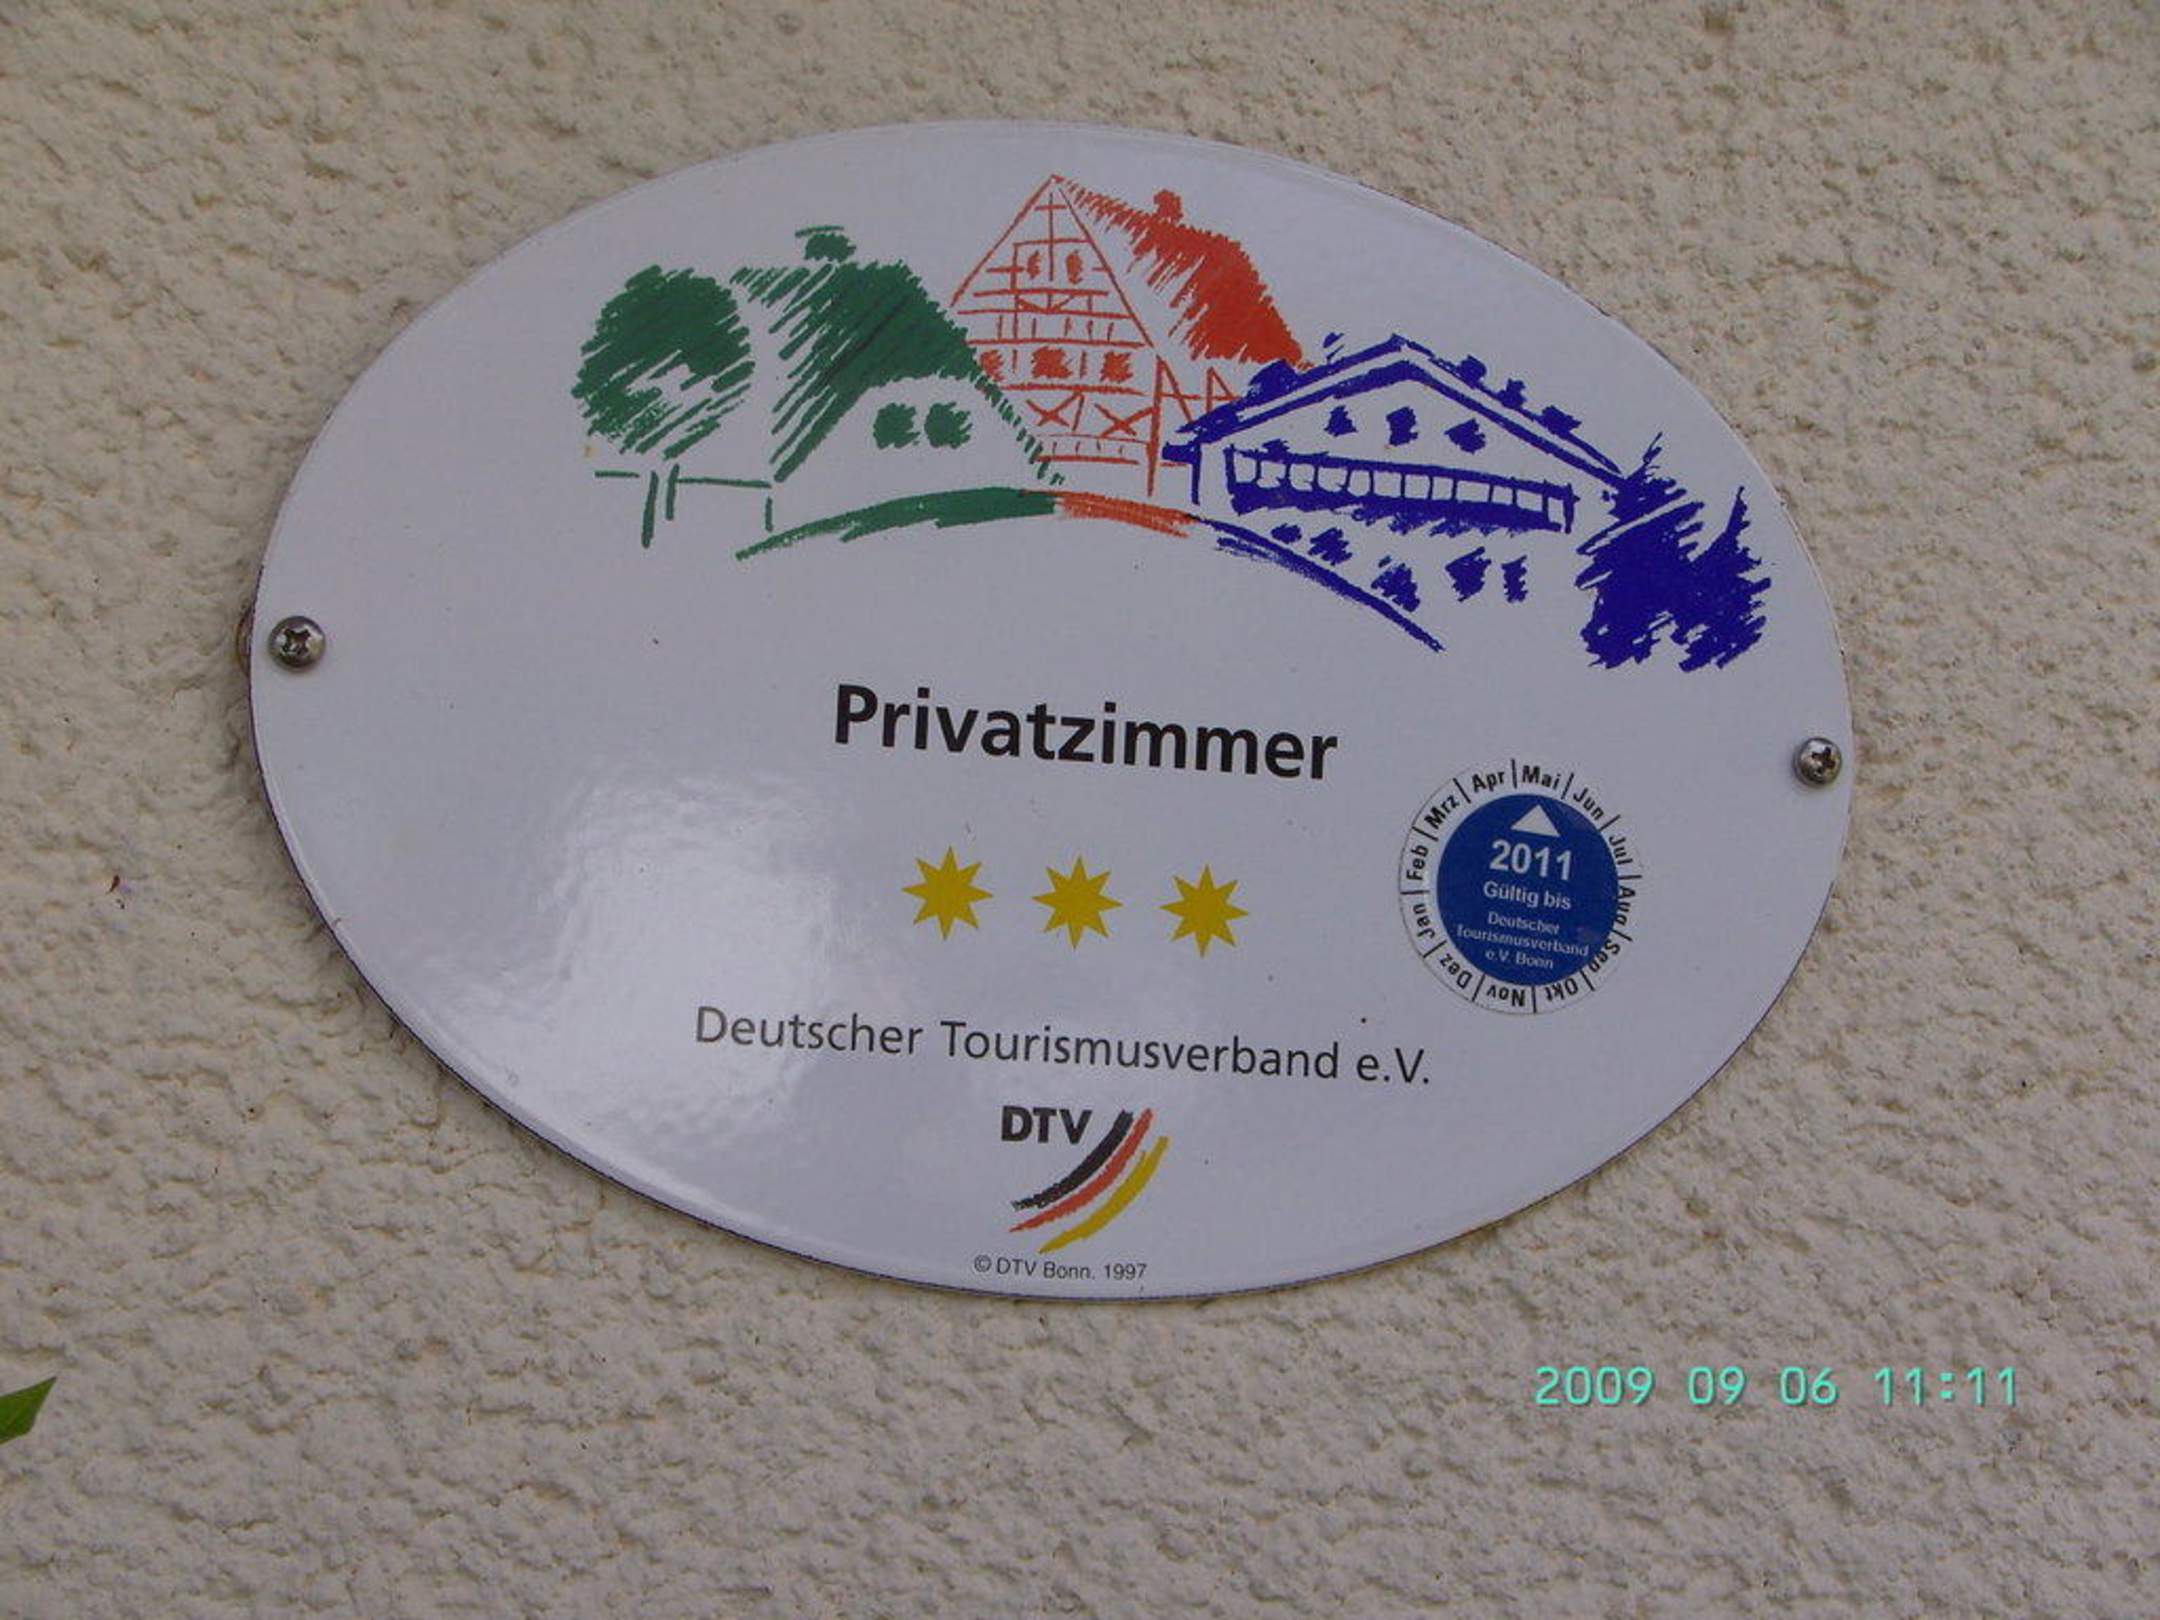 Privatzimmer
Jan | Feb | Mrz | Apr | Mai | Jun | Jul | Aug | Sep | Okt | Nov | Dez
2011
Gültig bis
Deutscher
Tourismusverband
e.V. Bonn
Deutscher Tourismusverband e.V.
DTV
© DTV Bonn, 1997
2009 09 06 11:11